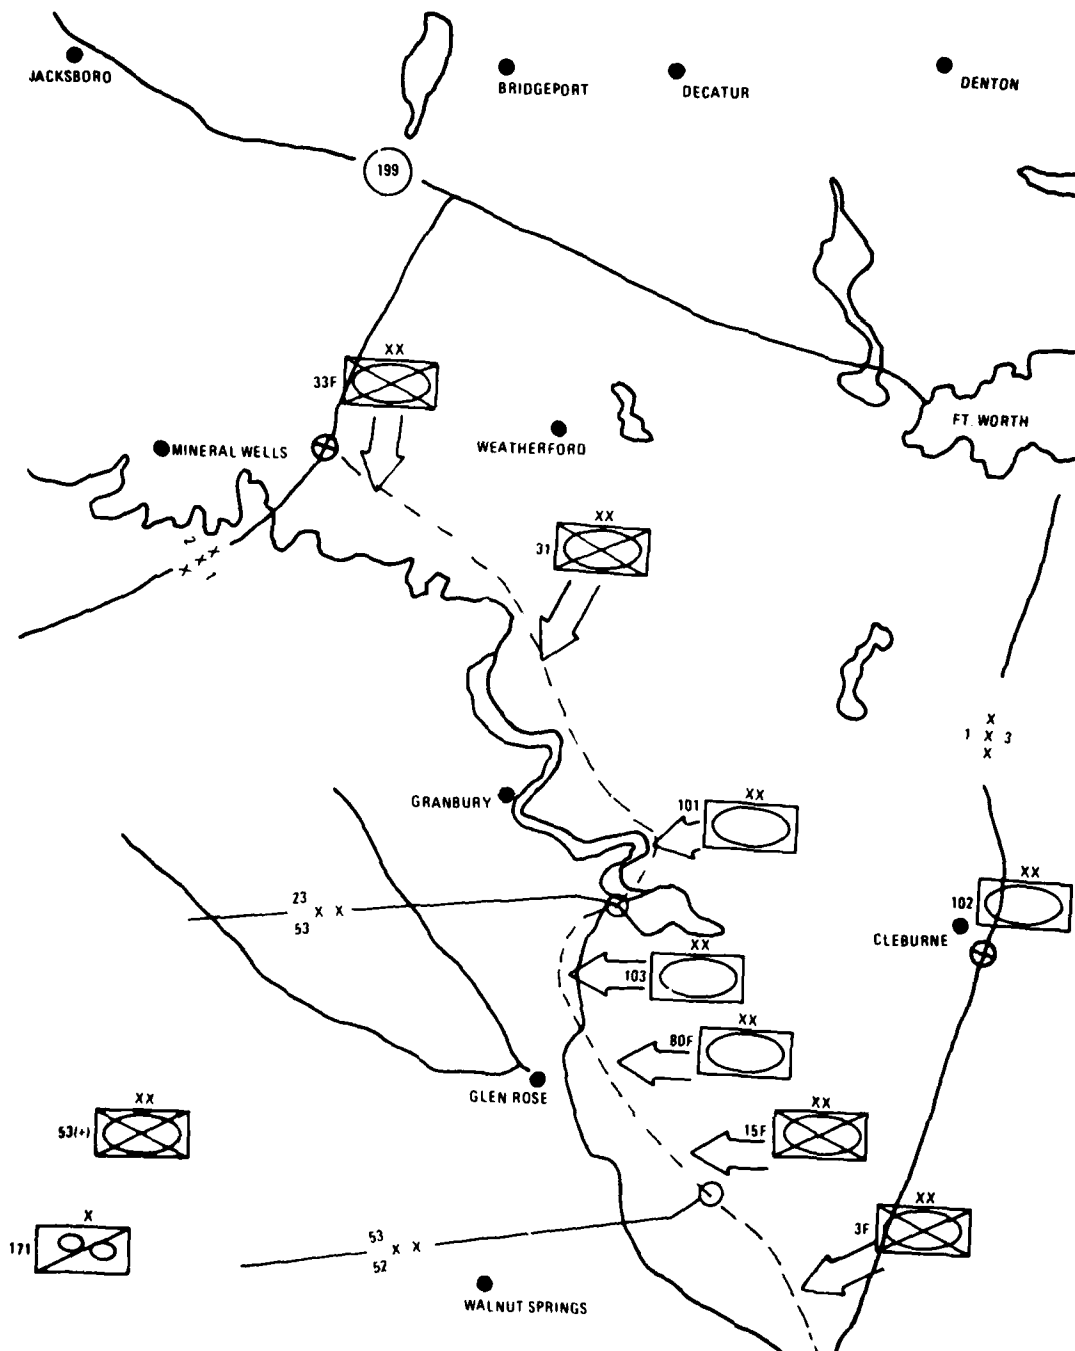 JACKSBORO
BRIDGEPORT
DECATUR
DENTON
199
XX
33F
MINERAL WELLS
WEATHERFORD
FT. WORTH
XX
31
2
X X X
1
X
1 X 3
X
GRANBURY
101
XX
XX
102
23
X X
53
CLEBURNE
XX
103
XX
80F
GLEN ROSE
XX
53(+)
XX
15F
X
171
XX
3F
53
X X
52
WALNUT SPRINGS